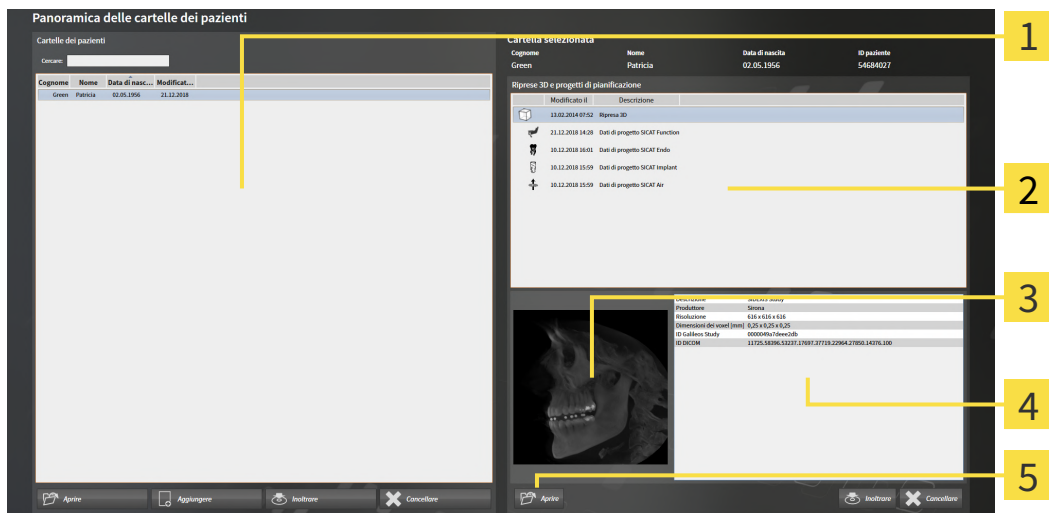 Panoramica delle cartelle dei pazienti
Cartelle dei pazienti
Cercare:
Cognome Nome Data di nasc... Modificat...
Green Patricia 02.05.1956 21.12.2018
Aprire Aggiungere Inoltrare Cancellare
Cartella selezionata
Cognome Nome Data di nascita ID paziente
Green Patricia 02.05.1956 54684027
Riprese 3D e progetti di pianificazione
Modificato il Descrizione
13.02.2014 07:52 Ripresa 3D
21.12.2018 14:28 Dati di progetto SICAT Function
10.12.2018 16:01 Dati di progetto SICAT Endo
10.12.2018 15:59 Dati di progetto SICAT Implant
10.12.2018 15:59 Dati di progetto SICAT Air
Descrizione SIDEXIS Study
Produttore Sirona
Risoluzione 616 x 616 x 616
Dimensioni dei voxel (mm) 0,25 x 0,25 x 0,25
ID Galileos Study 0000049a7deee2db
ID DICOM 11725.58396.53237.17697.37719.22964.27850.14376.100
Aprire Inoltrare Cancellare
1
2
3
4
5